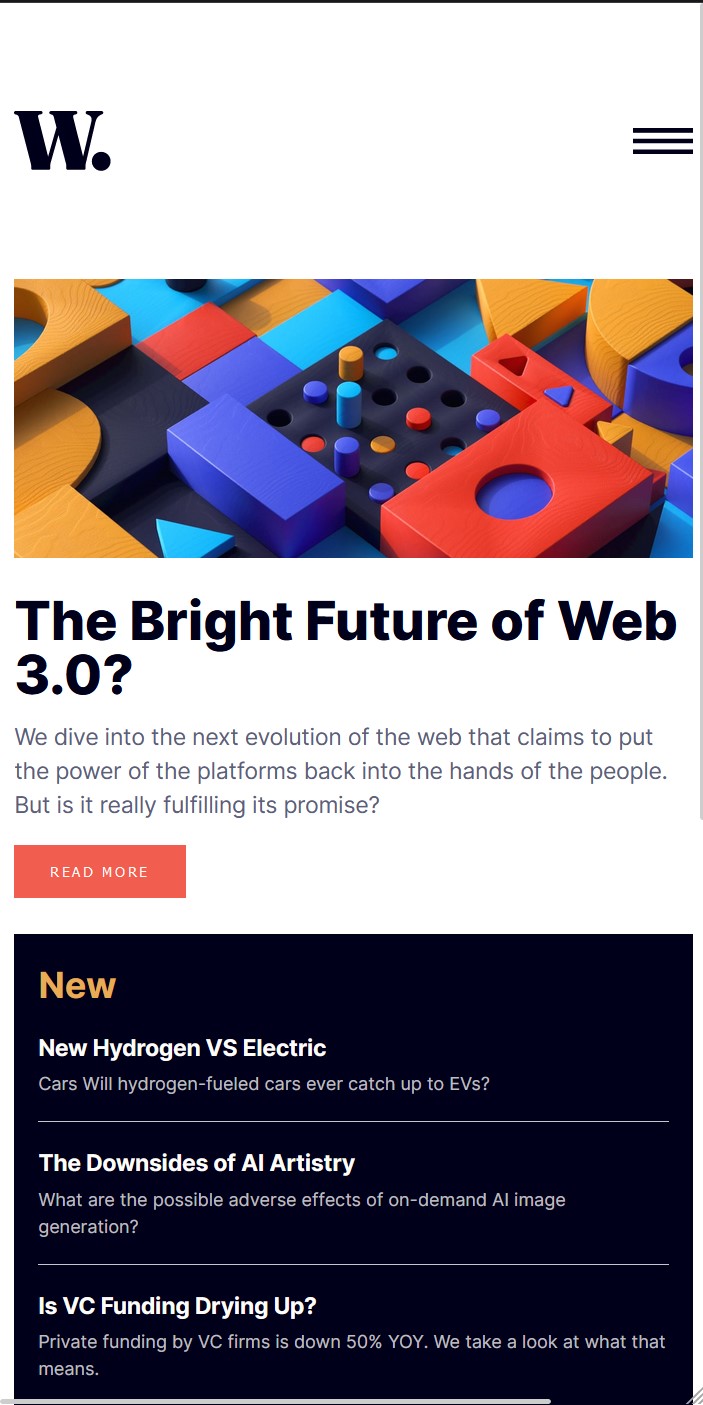 W.
The Bright Future of Web
3.0?
We dive into the next evolution of the web that claims to put
the power of the platforms back into the hands of the people.
But is it really fulfilling its promise?
READ MORE
New
New Hydrogen VS Electric
Cars Will hydrogen-fueled cars ever catch up to EVs?
The Downsides of AI Artistry
What are the possible adverse effects of on-demand AI image
generation?
Is VC Funding Drying Up?
Private funding by VC firms is down 50% YOY. We take a look at what that
means.